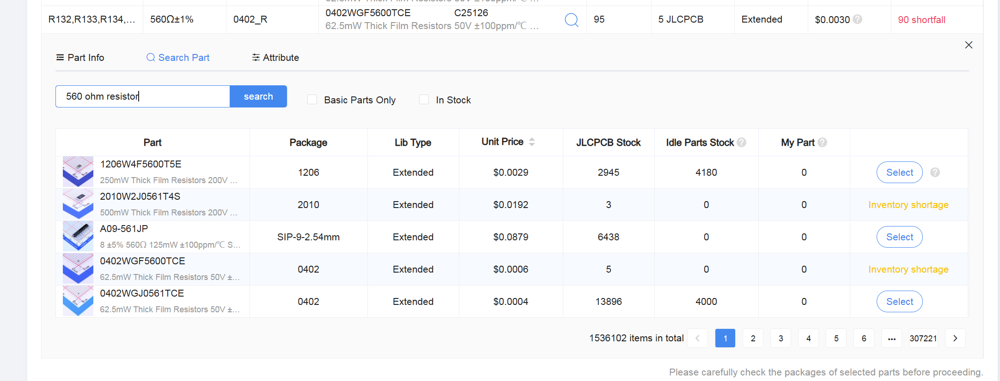 0402WGF5600TCE C25126
R132,R133,R134,... 560Ω±1% 0402_R 95 5 JLCPCB Extended $0.0030 ? 90 shortfall
62.5mW Thick Film Resistors 50V ±100ppm/℃ ...
Part Info Search Part Attribute
560 ohm resistor search Basic Parts Only In Stock
Part Package Lib Type Unit Price JLCPCB Stock Idle Parts Stock ? My Part ?
1206W4F5600T5E
250mW Thick Film Resistors 200V ...
1206 Extended $0.0029 2945 4180 0 Select ?
2010W2J0561T4S
500mW Thick Film Resistors 200V ...
2010 Extended $0.0192 3 0 0 Inventory shortage
A09-561JP
8 ±5% 560Ω 125mW ±100ppm/℃ S...
SIP-9-2.54mm Extended $0.0879 6438 0 0 Select
0402WGF5600TCE
62.5mW Thick Film Resistors 50V ±...
0402 Extended $0.0006 5 0 0 Inventory shortage
0402WGJ0561TCE
62.5mW Thick Film Resistors 50V ±...
0402 Extended $0.0004 13896 4000 0 Select
1536102 items in total < 1 2 3 4 5 6 ... 307221 >
Please carefully check the packages of selected parts before proceeding.